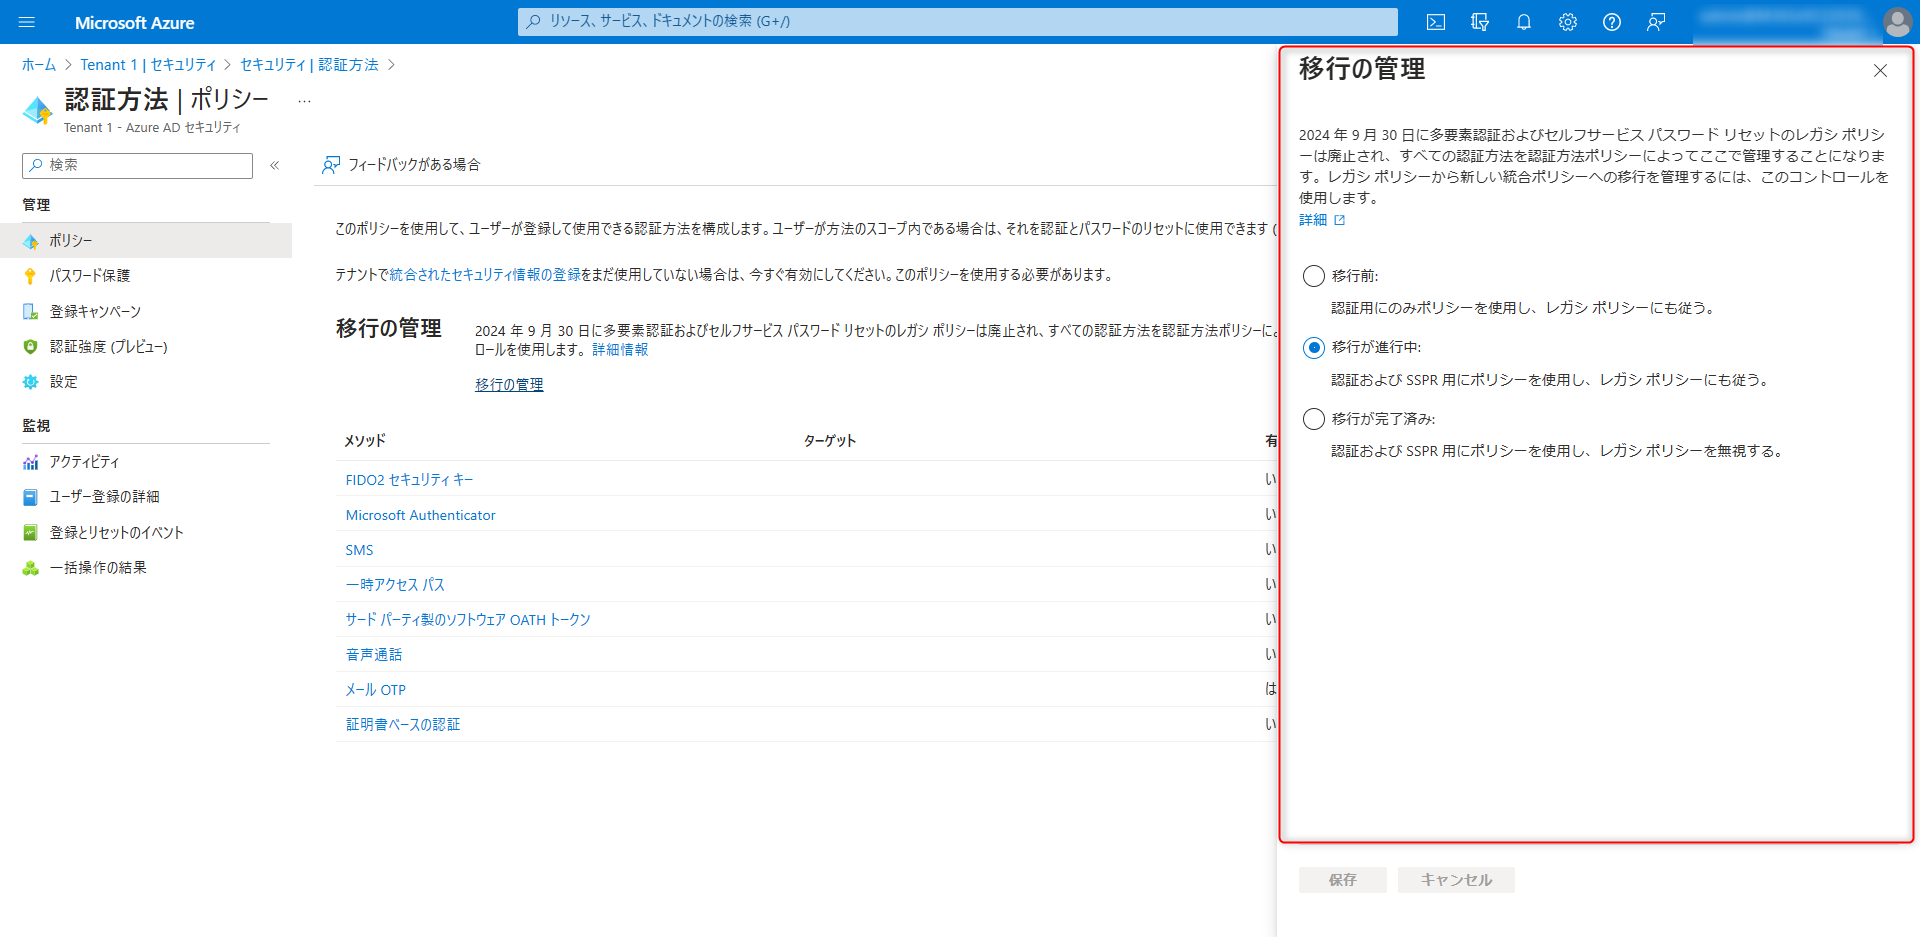 Microsoft Azure
リソース、サービス、ドキュメントの検索 (G+/)
ホーム > Tenant 1 | セキュリティ > セキュリティ | 認証方法 >
認証方法 | ポリシー ...
Tenant 1 - Azure AD セキュリティ
検索
管理
ポリシー
パスワード保護
登録キャンペーン
認証強度 (プレビュー)
設定
監視
アクティビティ
ユーザー登録の詳細
登録とリセットのイベント
一括操作の結果
フィードバックがある場合
このポリシーを使用して、ユーザーが登録して使用できる認証方法を構成します。ユーザーが方法のスコープ内である場合は、それを認証とパスワードのリセットに使用できます (
テナントで統合されたセキュリティ情報の登録をまだ使用していない場合は、今すぐ有効にしてください。このポリシーを使用する必要があります。
移行の管理
2024 年 9 月 30 日に多要素認証およびセルフサービス パスワード リセットのレガシ ポリシーは廃止され、すべての認証方法を認証方法ポリシーによ
ロールを使用します。 詳細情報
移行の管理
メソッド ターゲット 有
FIDO2 セキュリティ キー い
Microsoft Authenticator い
SMS い
一時アクセス パス い
サード パーティ製のソフトウェア OATH トークン い
音声通話 い
メール OTP は
証明書ベースの認証 い
移行の管理
2024 年 9 月 30 日に多要素認証およびセルフサービス パスワード リセットのレガシ ポリシ
ーは廃止され、すべての認証方法を認証方法ポリシーによってここで管理することになりま
す。レガシ ポリシーから新しい統合ポリシーへの移行を管理するには、このコントロールを
使用します。
詳細
移行前:
認証用にのみポリシーを使用し、レガシ ポリシーにも従う。
移行が進行中:
認証および SSPR 用にポリシーを使用し、レガシ ポリシーにも従う。
移行が完了済み:
認証および SSPR 用にポリシーを使用し、レガシ ポリシーを無視する。
保存 キャンセル